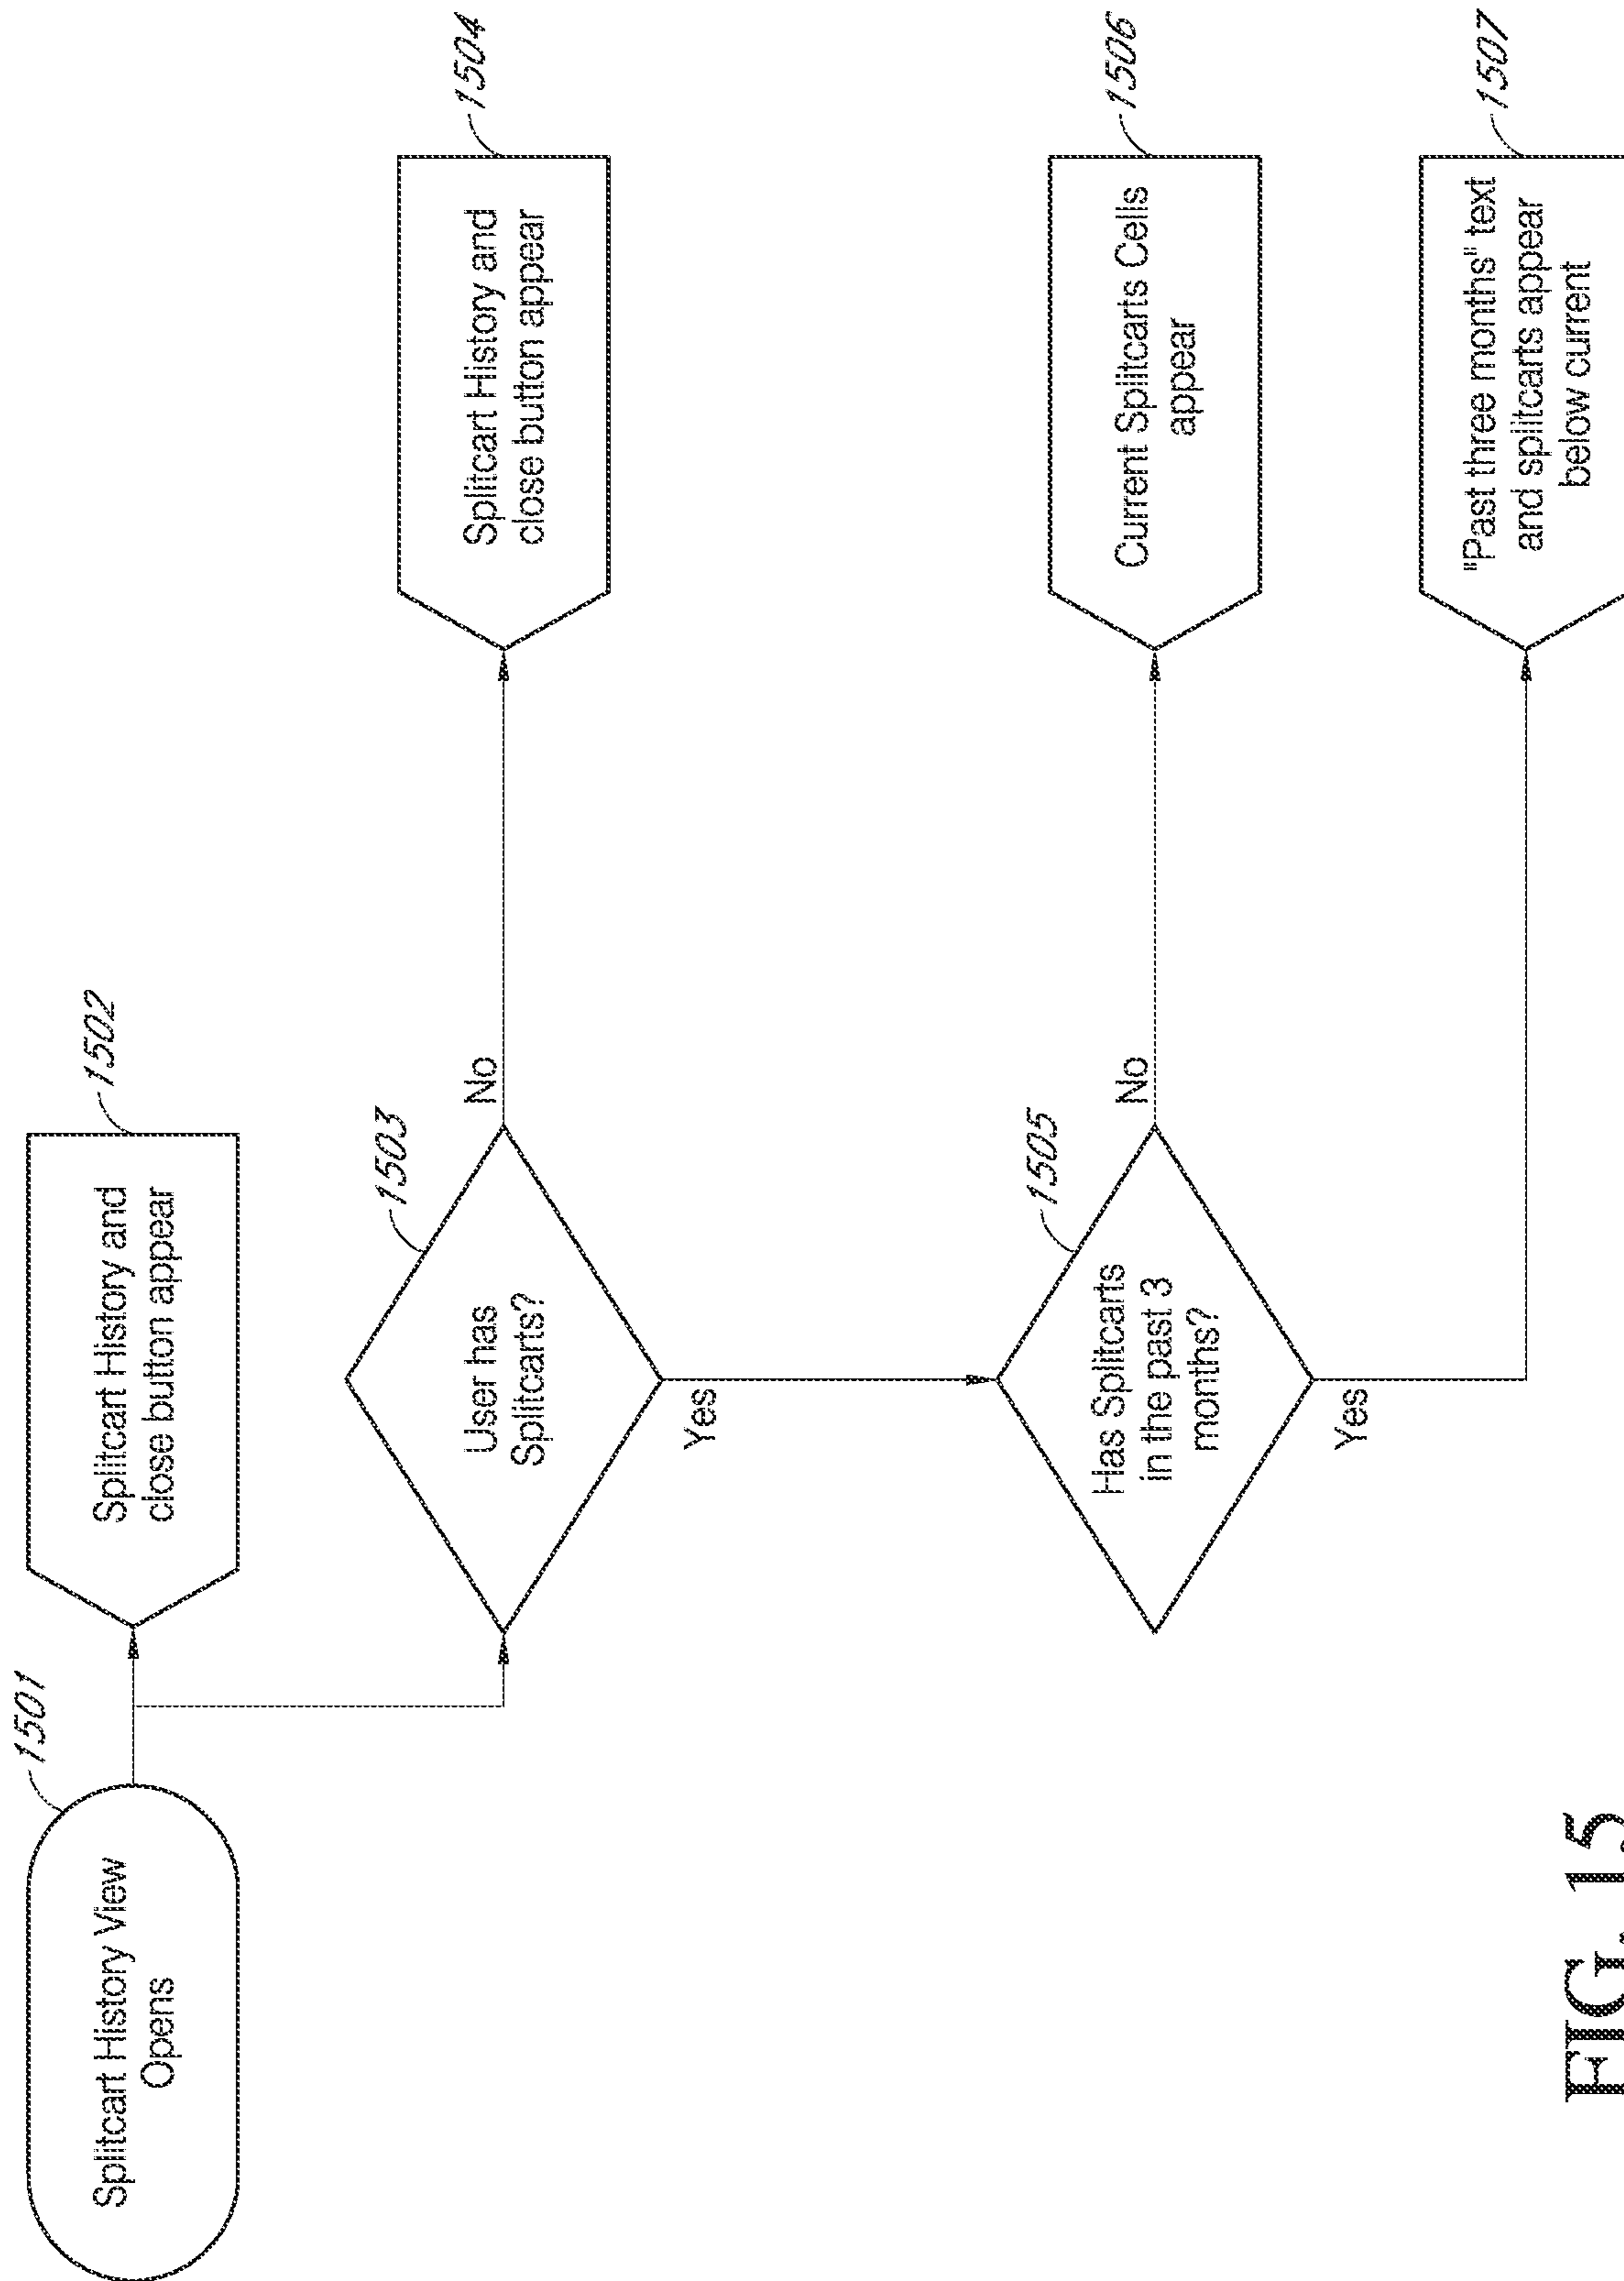 Splitcart History View
Opens
1501
Splitcart History and
close button appear
1502
User has
Splitcarts?
1503
No
Yes
Splitcart History and
close button appear
1504
Has Splitcarts
in the past 3
months?
1505
No
Yes
Current Splitcarts Cells
appear
1506
"Past three months" text
and splitcarts appear
below current
1507
FIG. 15